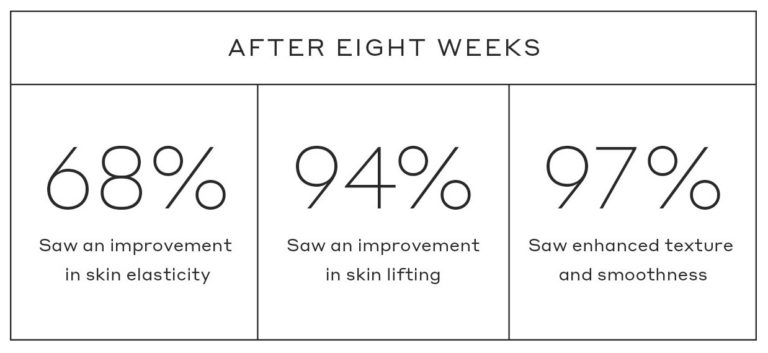 AFTER EIGHT WEEKS
68%
Saw an improvement
in skin elasticity
94%
Saw an improvement
in skin lifting
97%
Saw enhanced texture
and smoothness